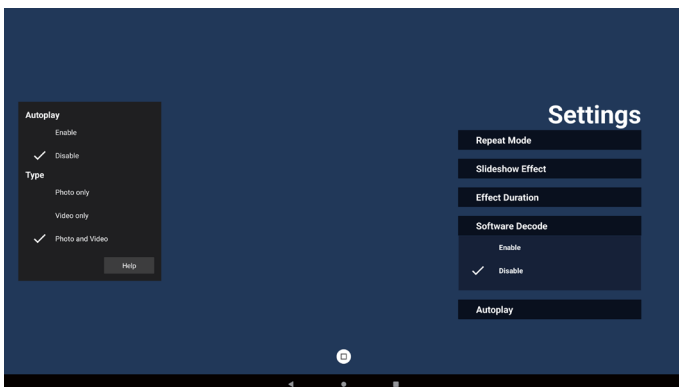 Autoplay
Enable
Disable
Type
Photo only
Video only
Photo and Video
Help
Settings
Repeat Mode
Slideshow Effect
Effect Duration
Software Decode
Enable
Disable
Autoplay